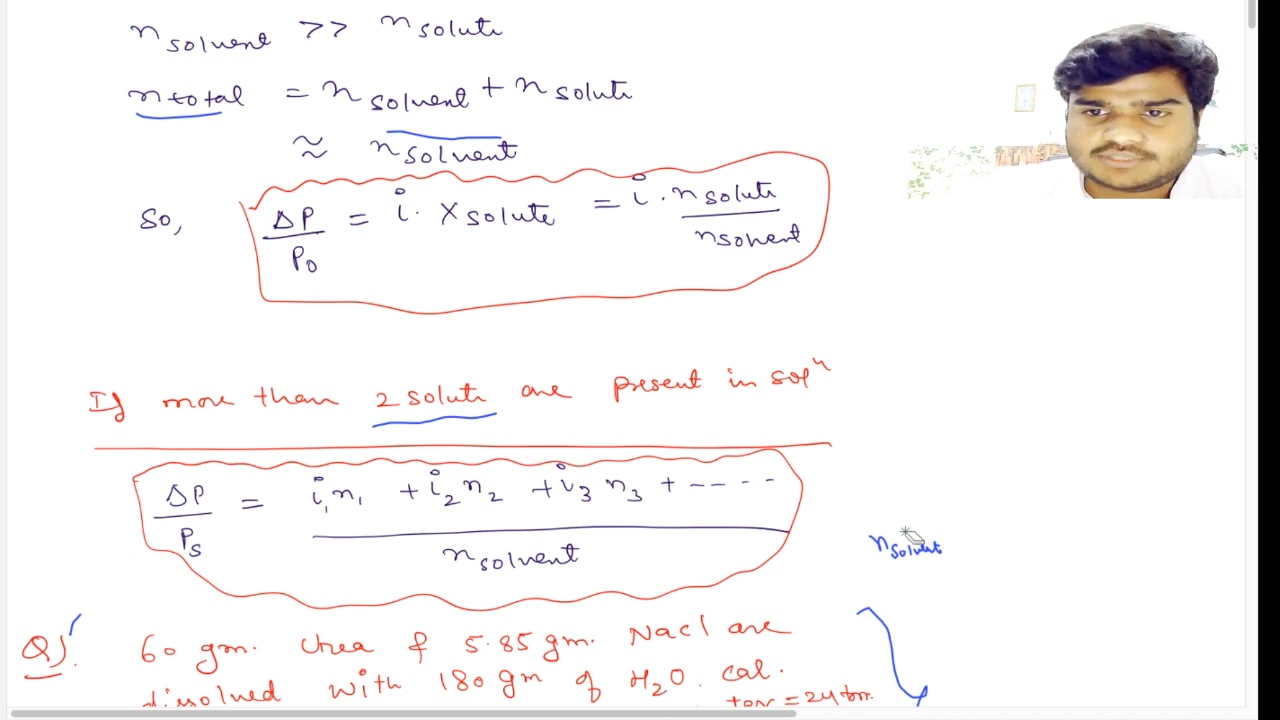 n solvent >> n solute
n total = n solvent + n solute
≈ n solvent
So, ΔP/P₀ = i. X solute = i. n solute / n solvent
If more than 2 solute are present in solⁿ
ΔP/Pₛ = i₁n₁ + i₂n₂ + i₃n₃ + ---- / n solvent
n solvent
Q1. 60 gm. Urea & 5.85 gm. NaCl are
dissolved with 180 gm of H₂O. cal.
= 24 torr.